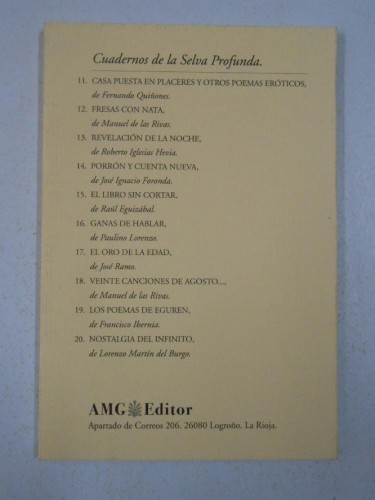 Cuadernos de la Selva Profunda.
11. CASA PUESTA EN PLACERES Y OTROS POEMAS ERÓTICOS,
de Fernando Quiñones.
12. FRESAS CON NATA,
de Manuel de las Rivas.
13. REVELACIÓN DE LA NOCHE,
de Roberto Iglesias Hevia.
14. PORRÓN Y CUENTA NUEVA,
de José Ignacio Foronda.
15. EL LIBRO SIN CORTAR,
de Raúl Eguizábal.
16. GANAS DE HABLAR,
de Paulino Lorenzo.
17. EL ORO DE LA EDAD,
de José Ramo.
18. VEINTE CANCIONES DE AGOSTO...,
de Manuel de las Rivas.
19. LOS POEMAS DE EGUREN,
de Francisco Ibernia.
20. NOSTALGIA DEL INFINITO,
de Lorenzo Martín del Burgo.
AMG Editor
Apartado de Correos 206. 26080 Logroño. La Rioja.